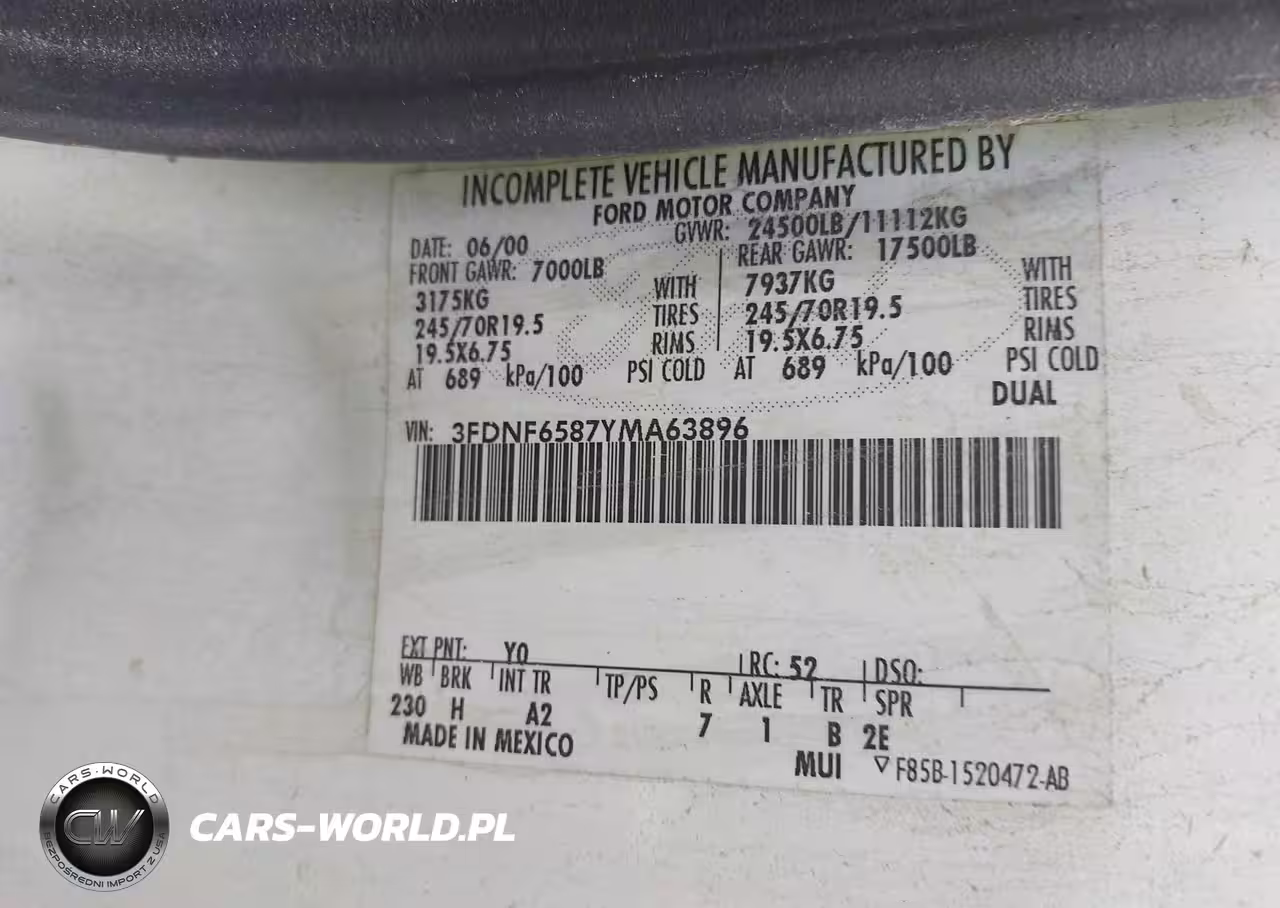 INCOMPLETE VEHICLE MANUFACTURED BY
FORD MOTOR COMPANY
DATE: 06/00 GVWR: 24500LB/11112KG
FRONT GAWR: 7000LB REAR GAWR: 17500LB
3175KG WITH 7937KG WITH
245/70R19.5 TIRES 245/70R19.5 TIRES
19.5X6.75 RIMS 19.5X6.75 RIMS
AT 689 kPa/100 PSI COLD AT 689 kPa/100 PSI COLD
DUAL
VIN: 3FDNF6587YMA63896
EXT PNT: YO RC: 52 DSO:
WB BRK INT TR TP/PS R AXLE TR SPR
230 H A2 7 1 B 2E
MADE IN MEXICO MUI ▽ F85B-1520472-AB
CARS-WORLD
CW
BEZPOŚREDNI IMPORT Z USA
CARS-WORLD.PL